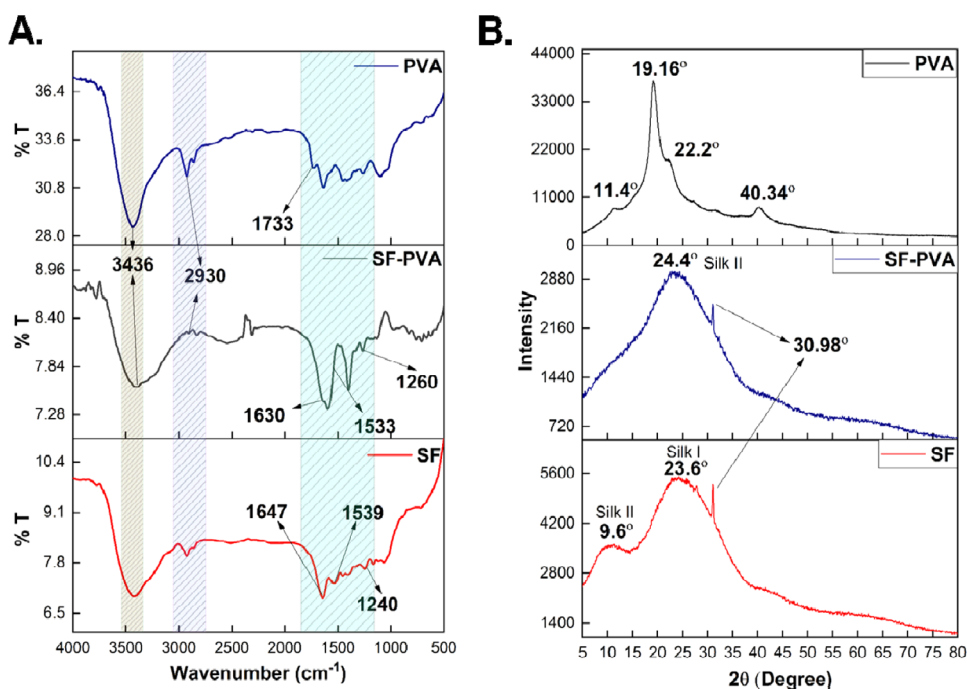 A.
PVA
36.4
33.6
30.8
28.0
% T
1733
3436
2930
SF-PVA
8.96
8.40
7.84
7.28
% T
1630
1533
1260
SF
10.4
9.1
7.8
6.5
% T
1647
1539
1240
4000 3500 3000 2500 2000 1500 1000 500
Wavenumber (cm⁻¹)
B.
PVA
44000
33000
22000
11000
0
19.16°
22.2°
11.4°
40.34°
SF-PVA
2880
2160
1440
720
24.4° Silk II
30.98°
Intensity
SF
5600
4200
2800
1400
Silk I
23.6°
Silk II
9.6°
5 10 15 20 25 30 35 40 45 50 55 60 65 70 75 80
2θ (Degree)